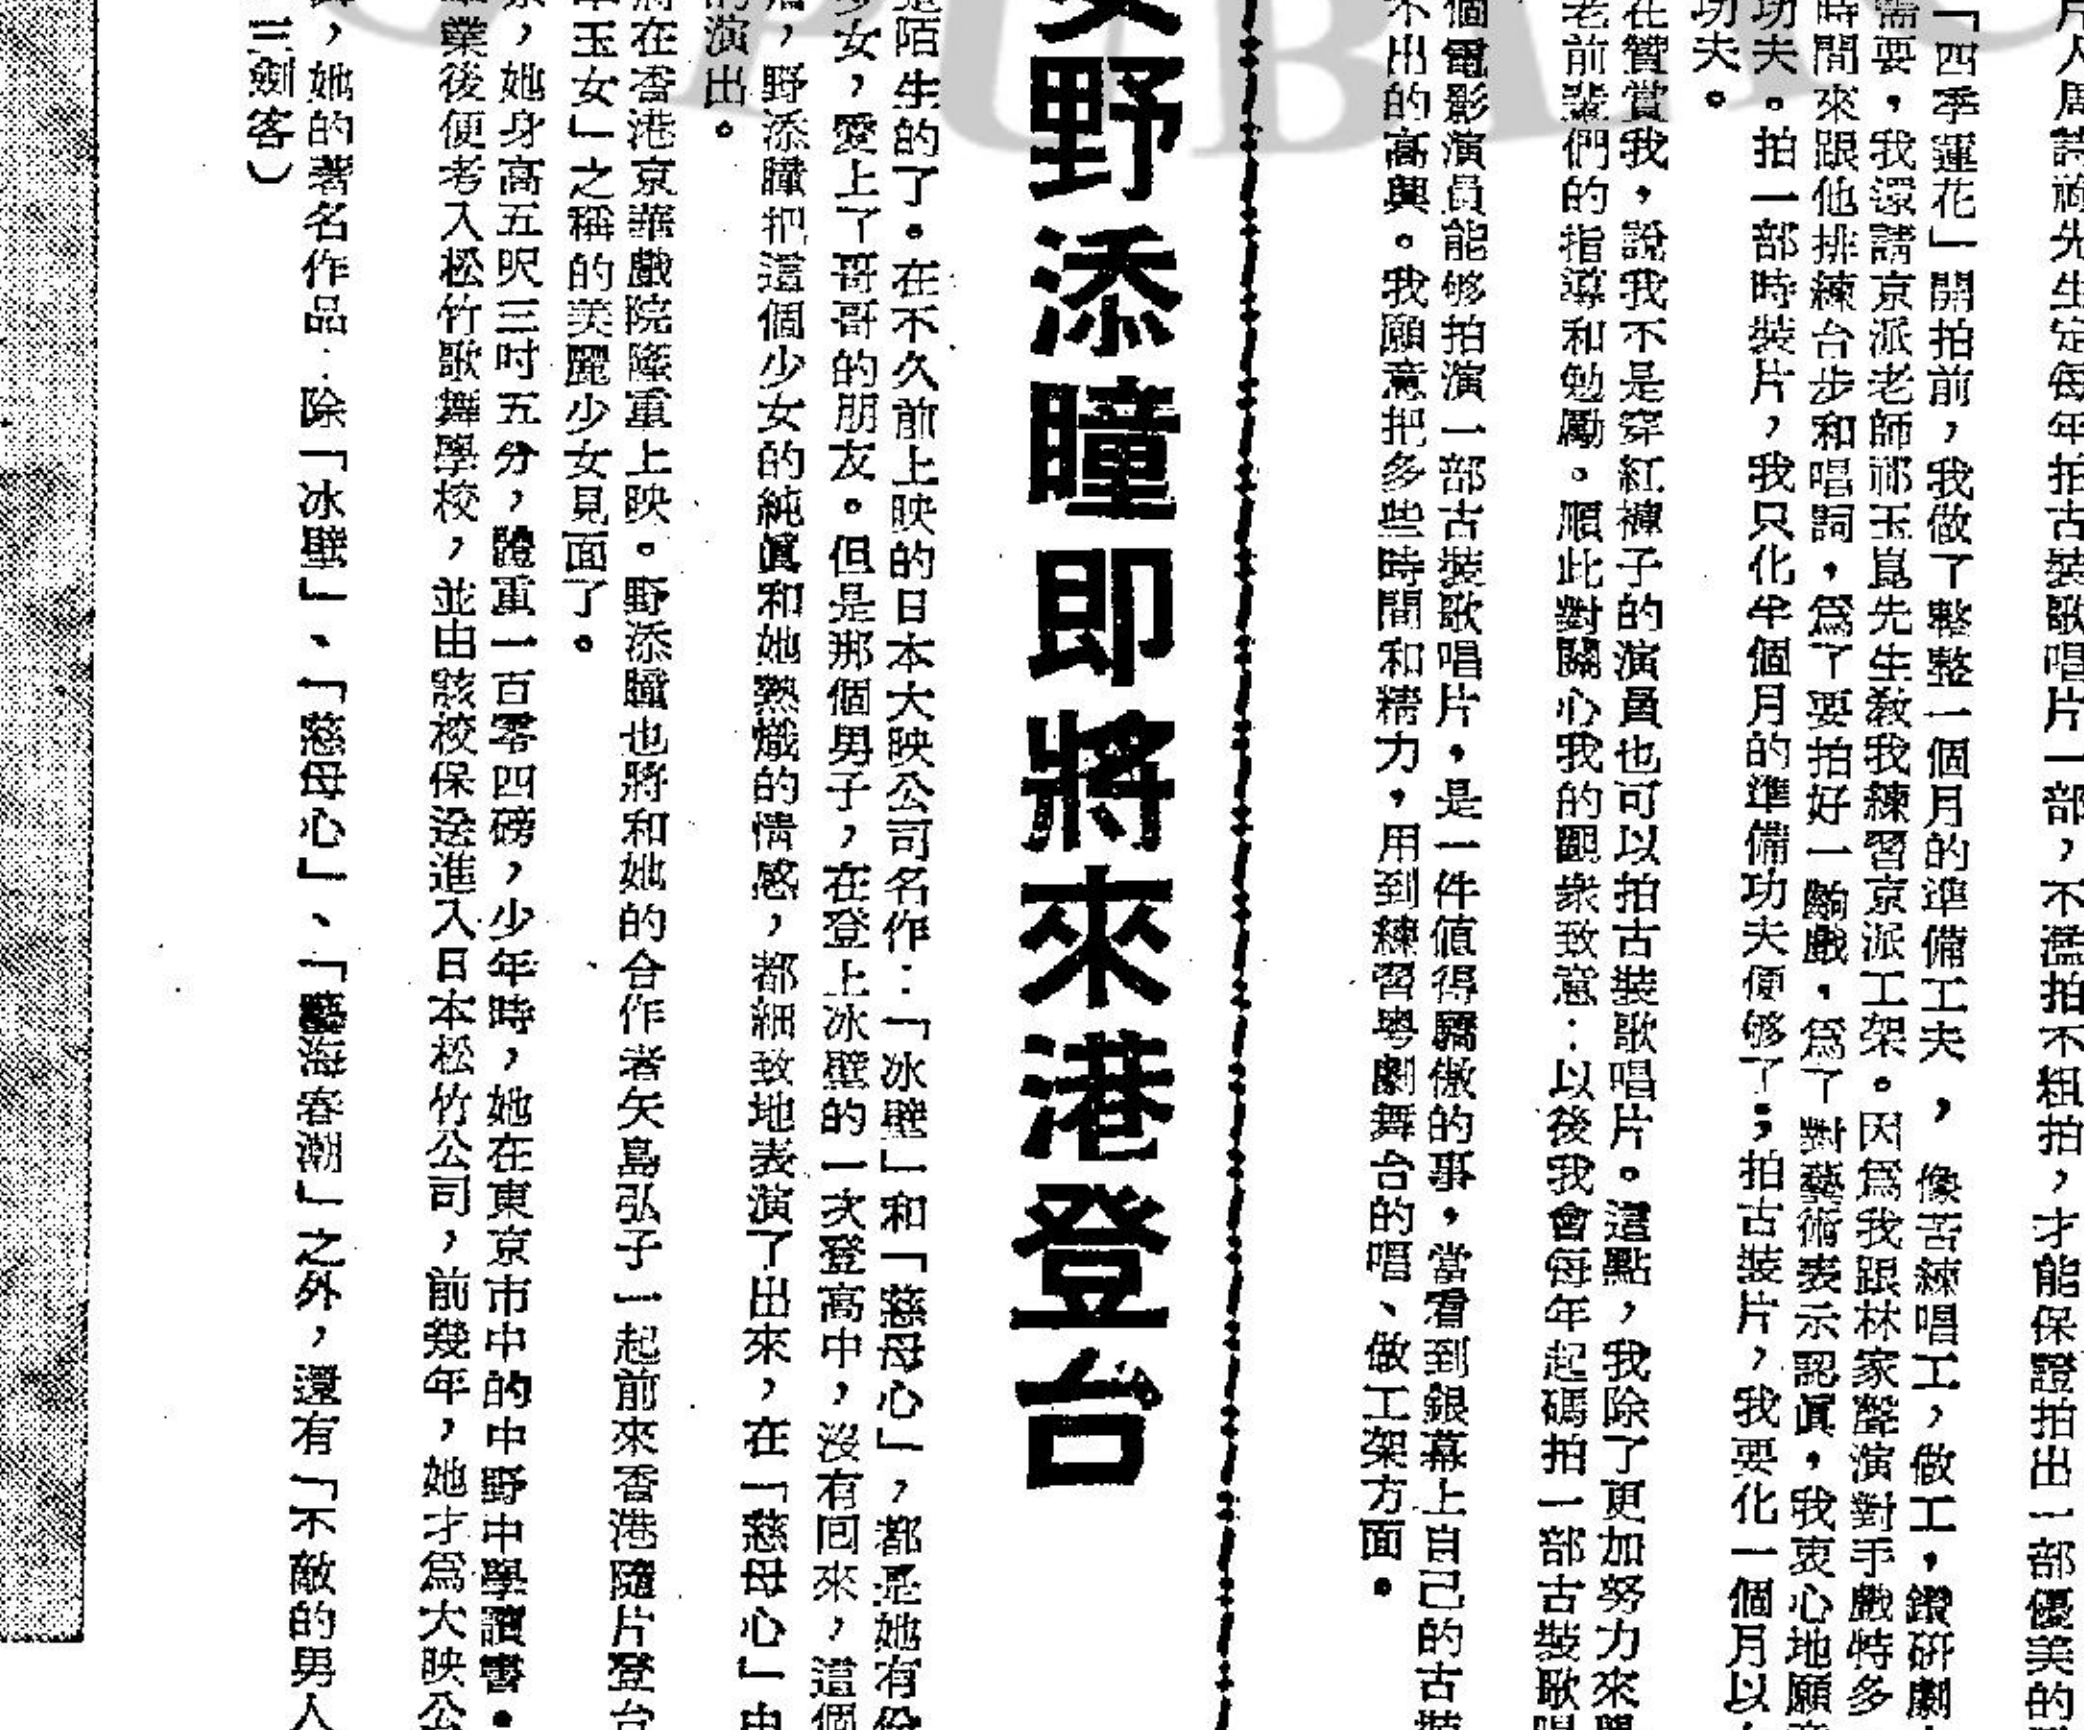 片人周詩祿先生定每年拍古裝歌唱片一部，不濫拍不粗拍，才能保證拍出一部優美的
「四季蓮花」開拍前，我做了整整一個月的準備工夫，像苦練唱工，做工，鑽研劇
需要，我還請京派老師祁玉崑先生敎我練習京派工架。因爲我跟林家聲演對手戲特多
時間來跟他排練台步和唱詞，爲了要拍好一齣戲，爲了對藝術表示認眞，我衷心地願
功夫。拍一部時裝片，我只化半個月的準備功夫便够了；拍古裝片，我要化一個月以
功夫。
在贊賞我，說我不是穿紅褲子的演員也可以拍古裝歌唱片。這點，我除了更加努力來
老前輩們的指導和勉勵。順此對關心我的觀衆致意：以後我會每年起碼拍一部古裝歌唱
個電影演員能够拍演一部古裝歌唱片，是一件值得驕傲的事，當看到銀幕上自己的古裝
不出的高興。我願意把多些時間和精力，用到練習粤劇舞台的唱、做工架方面。
野添瞳即將來港登台
陌生的了。在不久前上映的日本大映公司名作：「冰壁」和「慈母心」，都是她有份
少女，愛上了哥哥的朋友。但是那個男子，在登上冰壁的一次登高中，沒有回來，這個
，野添瞳把這個少女的純眞和她熱熾的情感，都細致地表演了出來，在「慈母心」中
的演出。
將在香港京華戲院隆重上映。野添瞳也將和她的合作者矢島弘子一起前來香港隨片登台
玉女」之稱的美麗少女見面了。
京，她身高五呎三吋五分，體重一百零四磅，少年時，她在東京市中的中野中學讀書。
畢業後便考入松竹歌舞學校，並由該校保送進入日本松竹公司，前幾年，她才爲大映公
，她的著名作品：除「冰壁」、「慈母心」、「藝海春潮」之外，還有「不敵的男人
三劍客）
PUB